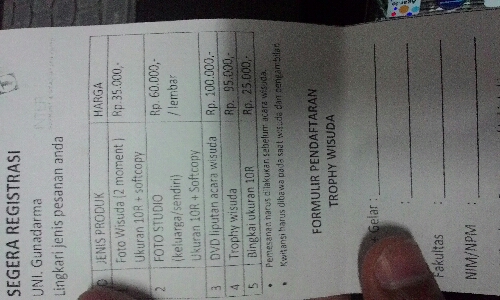 SEGERA REGISTRASI
UNI. Gunadarma
Lingkari jenis pesanan anda
JENIS PRODUK HARGA
Foto Wisuda (2 moment) Rp.35.000,-
Ukuran 10R + softcopy
2 FOTO STUDIO Rp. 60.000,-
(keluarga/sendiri) / lembar
Ukuran 10R + Softcopy
3 DVD liputan acara wisuda Rp. 100.000,-
4 Trophy wisuda Rp. 95.000,-
5 Bingkai ukuran 10R Rp. 25.000,-
• Pemesanan harus dilakukan sebelum acara wisuda.
• Kwitansi harus dibawa pada saat wisuda dan pengambilan
FORMULIR PENDAFTARAN
TROPHY WISUDA
Gelar :
Fakultas :
NIM/NPM :